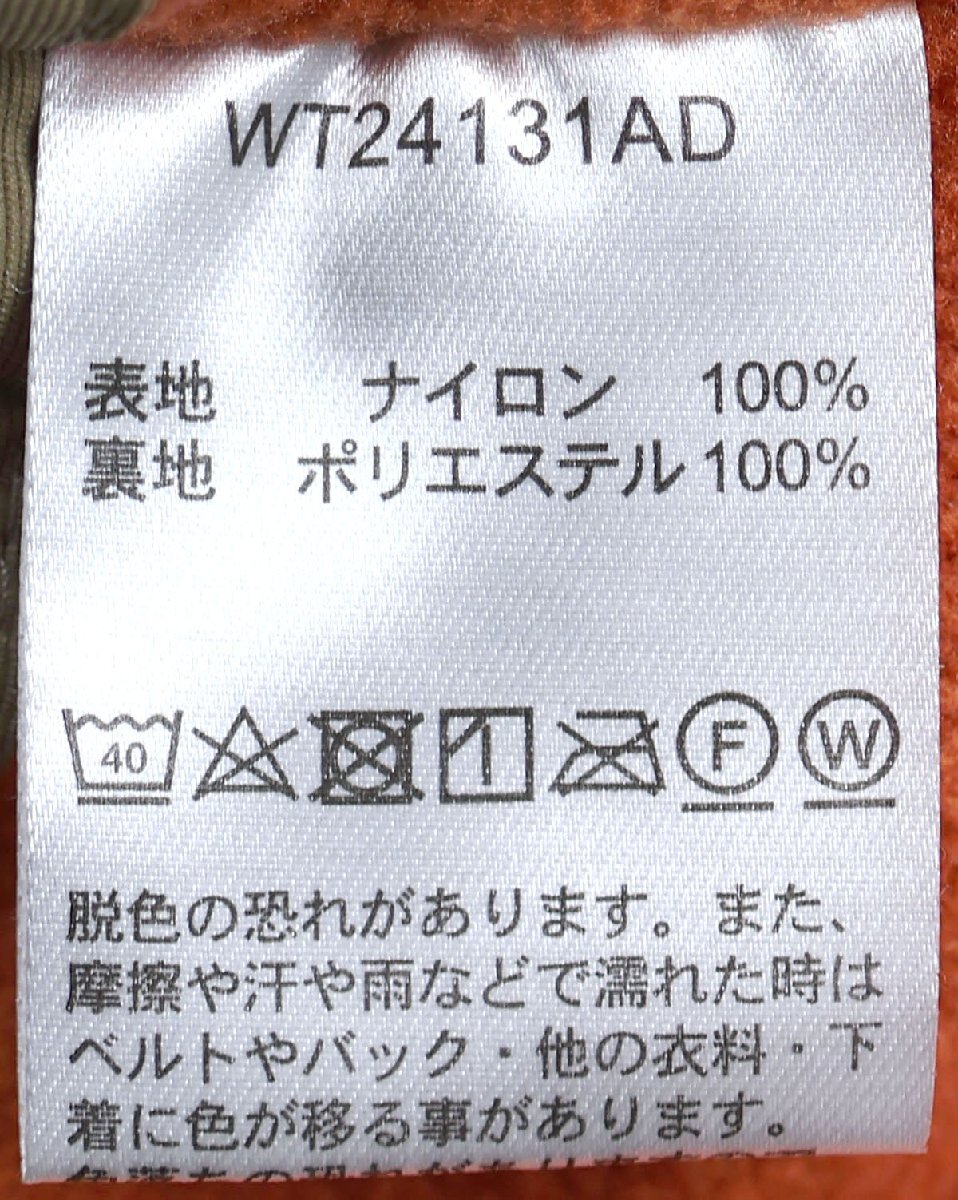 WT24131AD
表地 ナイロン 100%
裏地 ポリエステル100%
40 F W
脱色の恐れがあります。また、
摩擦や汗や雨などで濡れた時は
ベルトやバック・他の衣料・下
着に色が移る事があります。